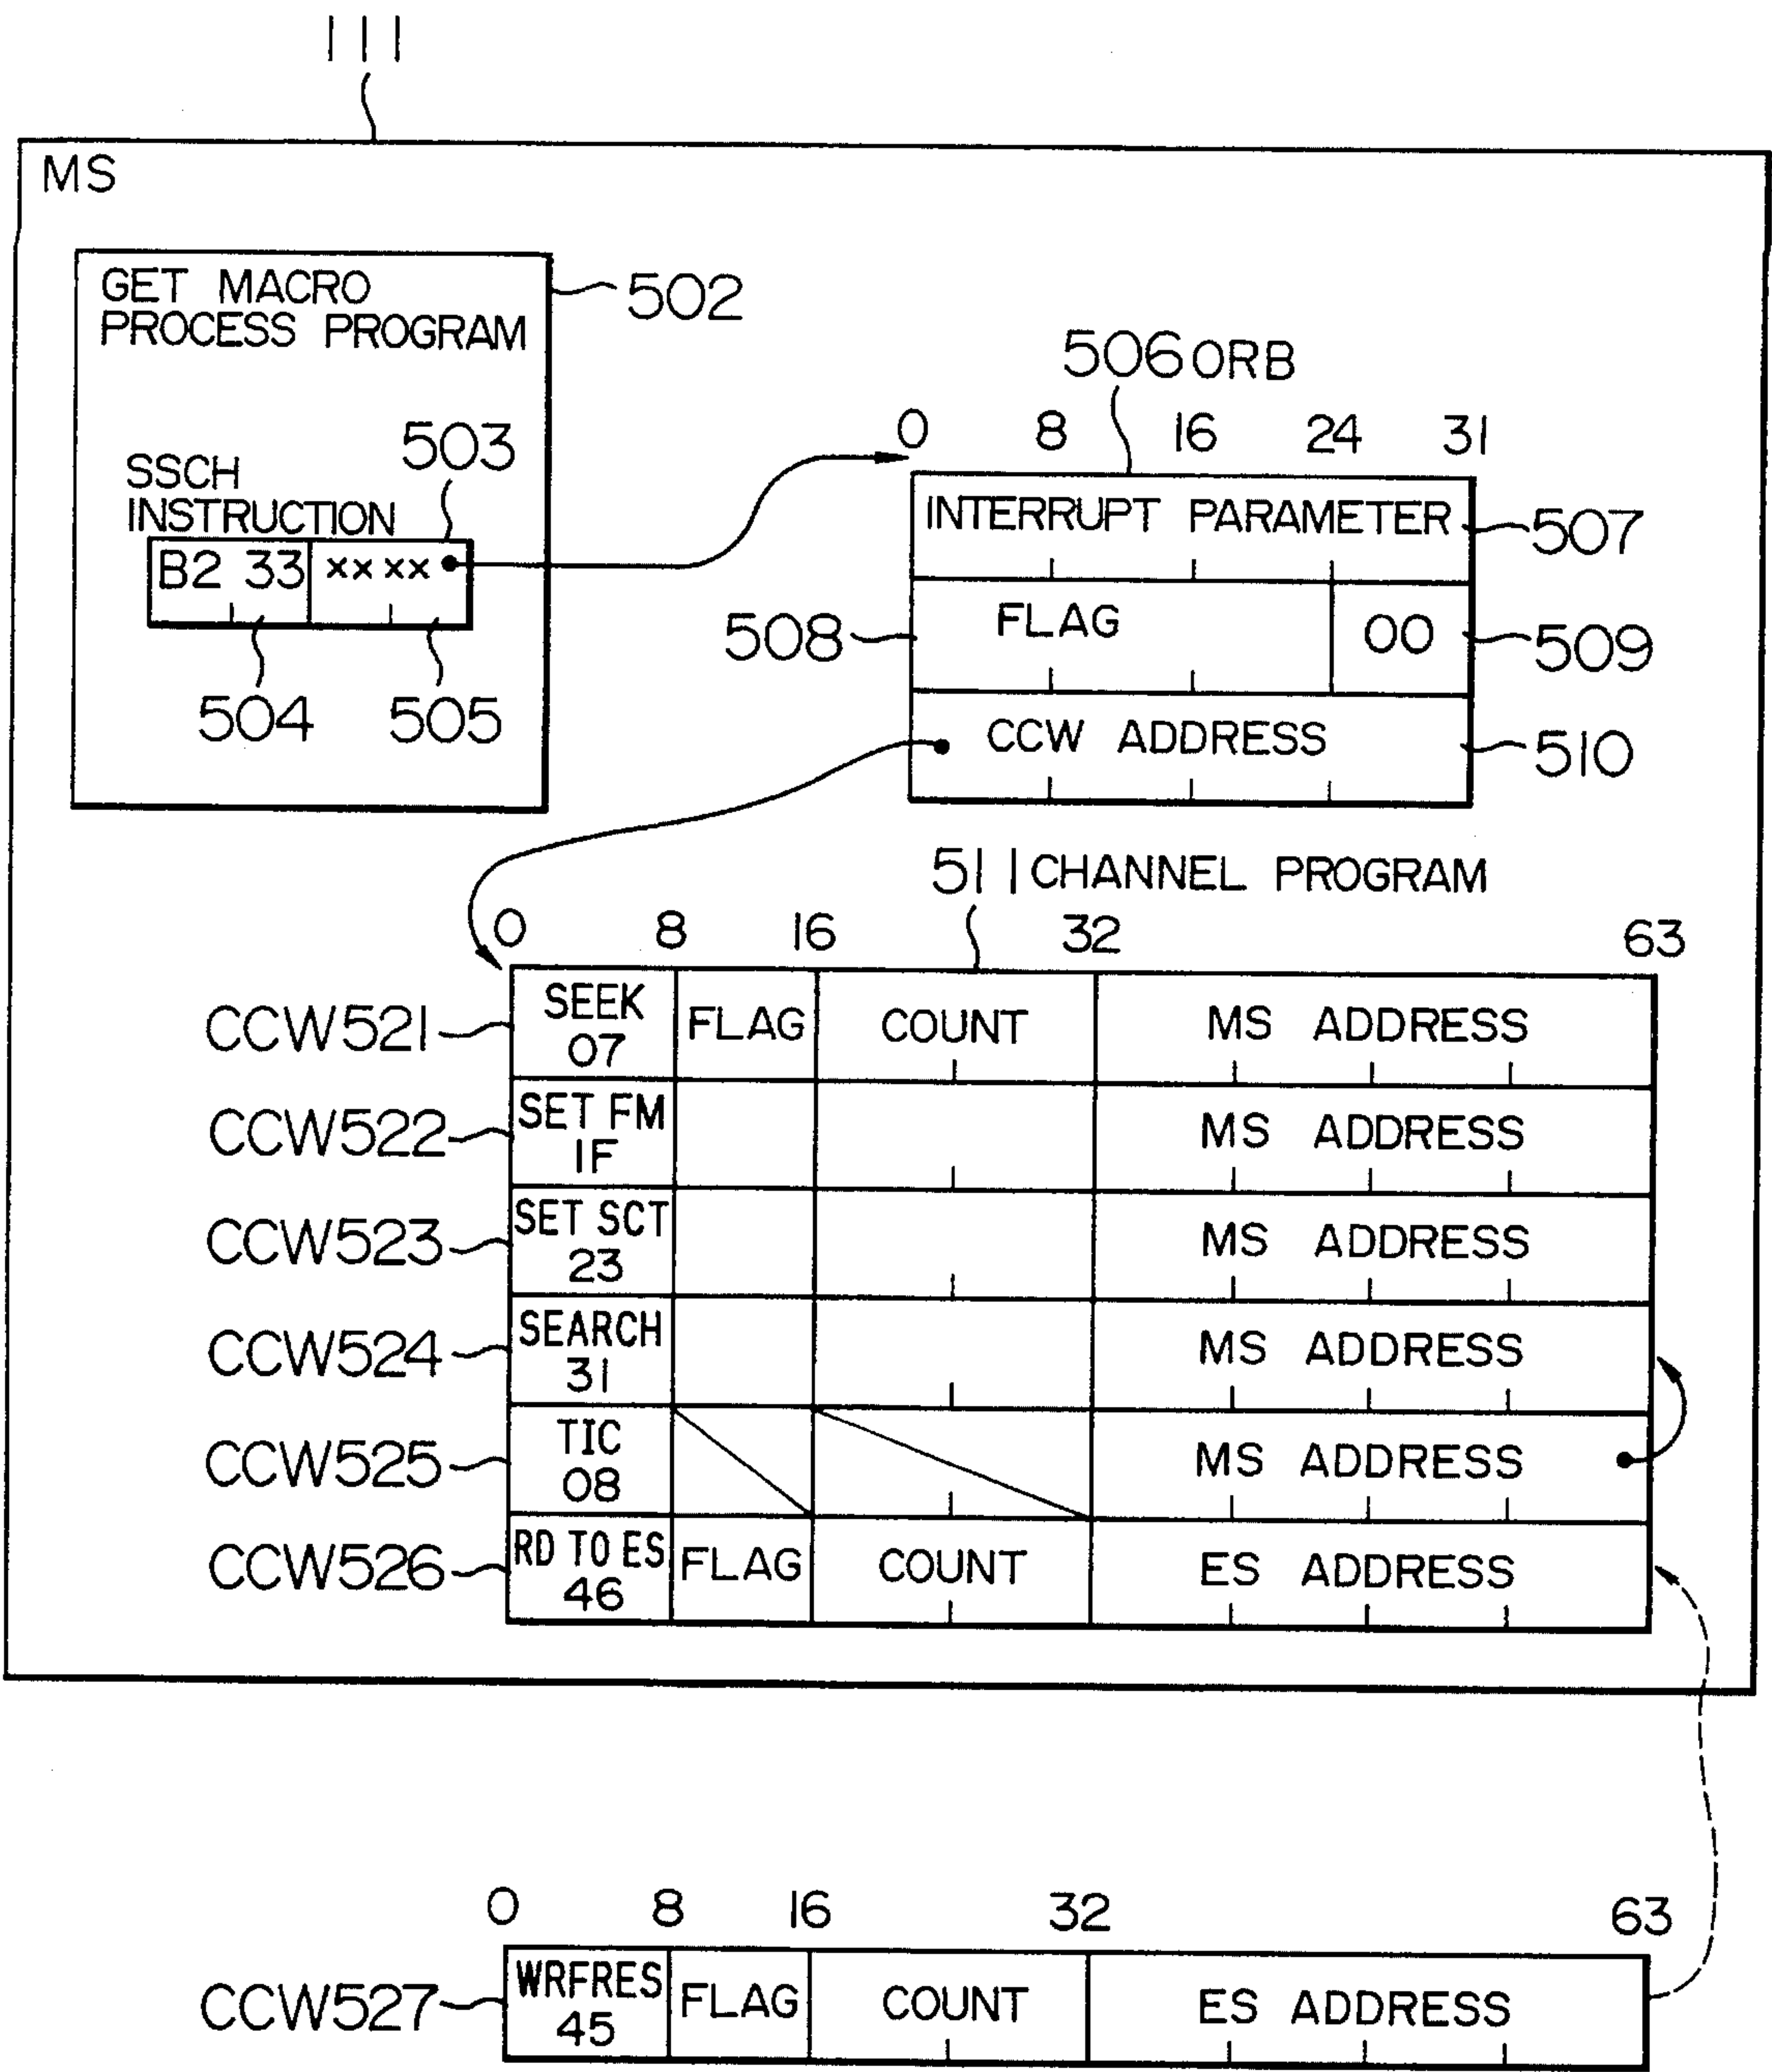 111
MS
GET MACRO
PROCESS PROGRAM
502
SSCH
INSTRUCTION
503
B2 33 xx xx
504 505
506 ORB
0 8 16 24 31
INTERRUPT PARAMETER 507
508 FLAG 00 509
CCW ADDRESS 510
511 CHANNEL PROGRAM
0 8 16 32 63
CCW521 SEEK 07 FLAG COUNT MS ADDRESS
CCW522 SET FM 1F MS ADDRESS
CCW523 SET SCT 23 MS ADDRESS
CCW524 SEARCH 31 MS ADDRESS
CCW525 TIC 08 MS ADDRESS
CCW526 RD TO ES 46 FLAG COUNT ES ADDRESS
0 8 16 32 63
CCW527 WRFRES 45 FLAG COUNT ES ADDRESS